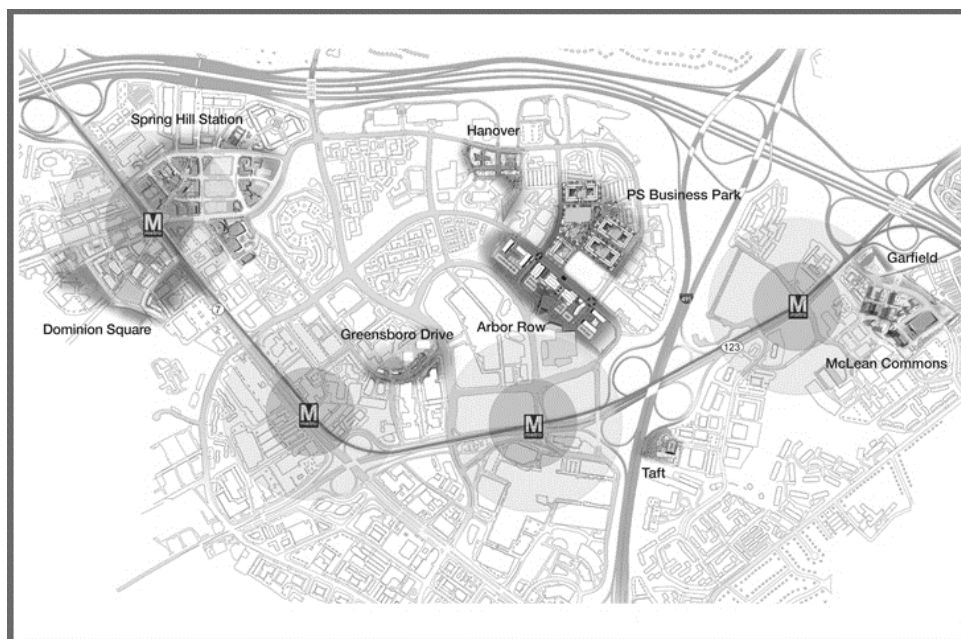 Spring Hill Station
Hanover
PS Business Park
M
Garfield
Dominion Square
7
Greensboro Drive
Arbor Row
495
M
123
McLean Commons
M
M
Taft